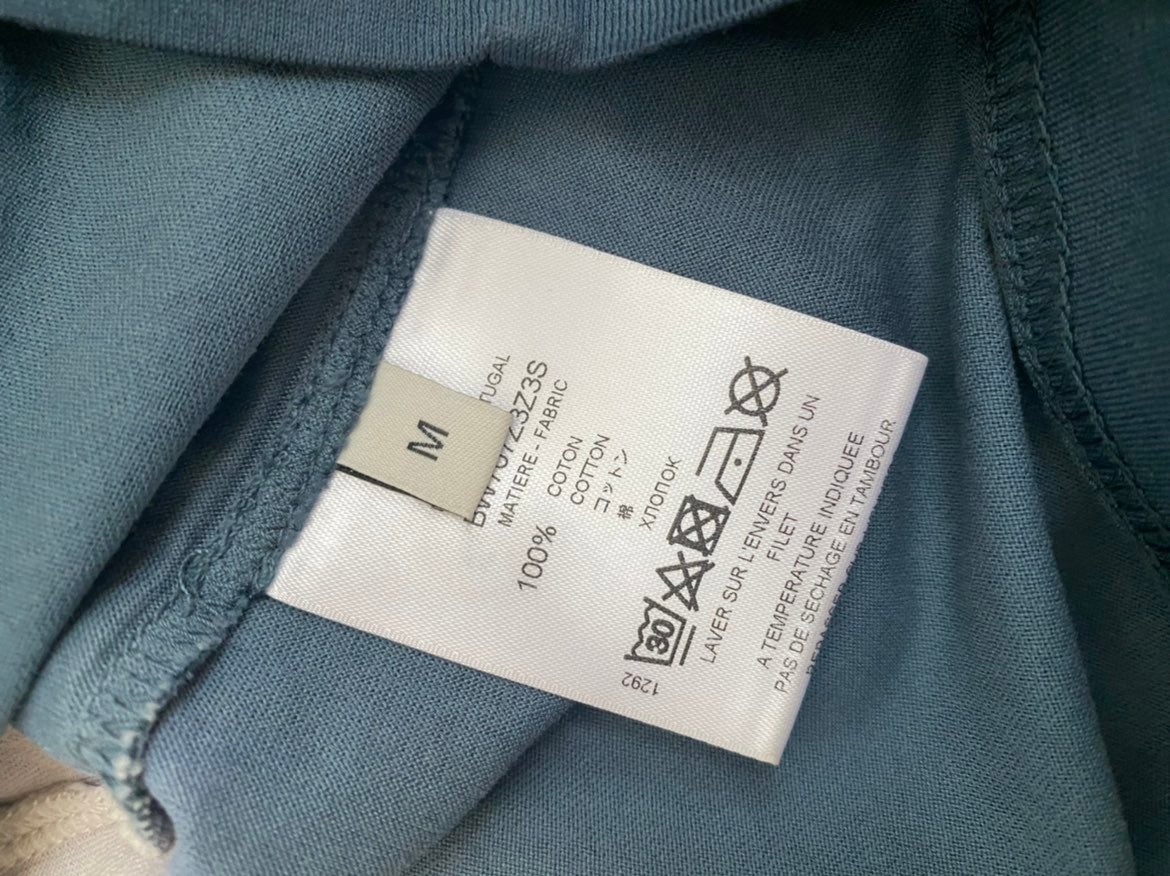 M
TUGAL
3Z3S
MATIERE - FABRIC
100% COTON
COTTON
コットン
棉
ХЛОПОК
30
LAVER SUR L'ENVERS DANS UN
FILET
A TEMPERATURE INDIQUEE
PAS DE SECHAGE EN TAMBOUR
1292